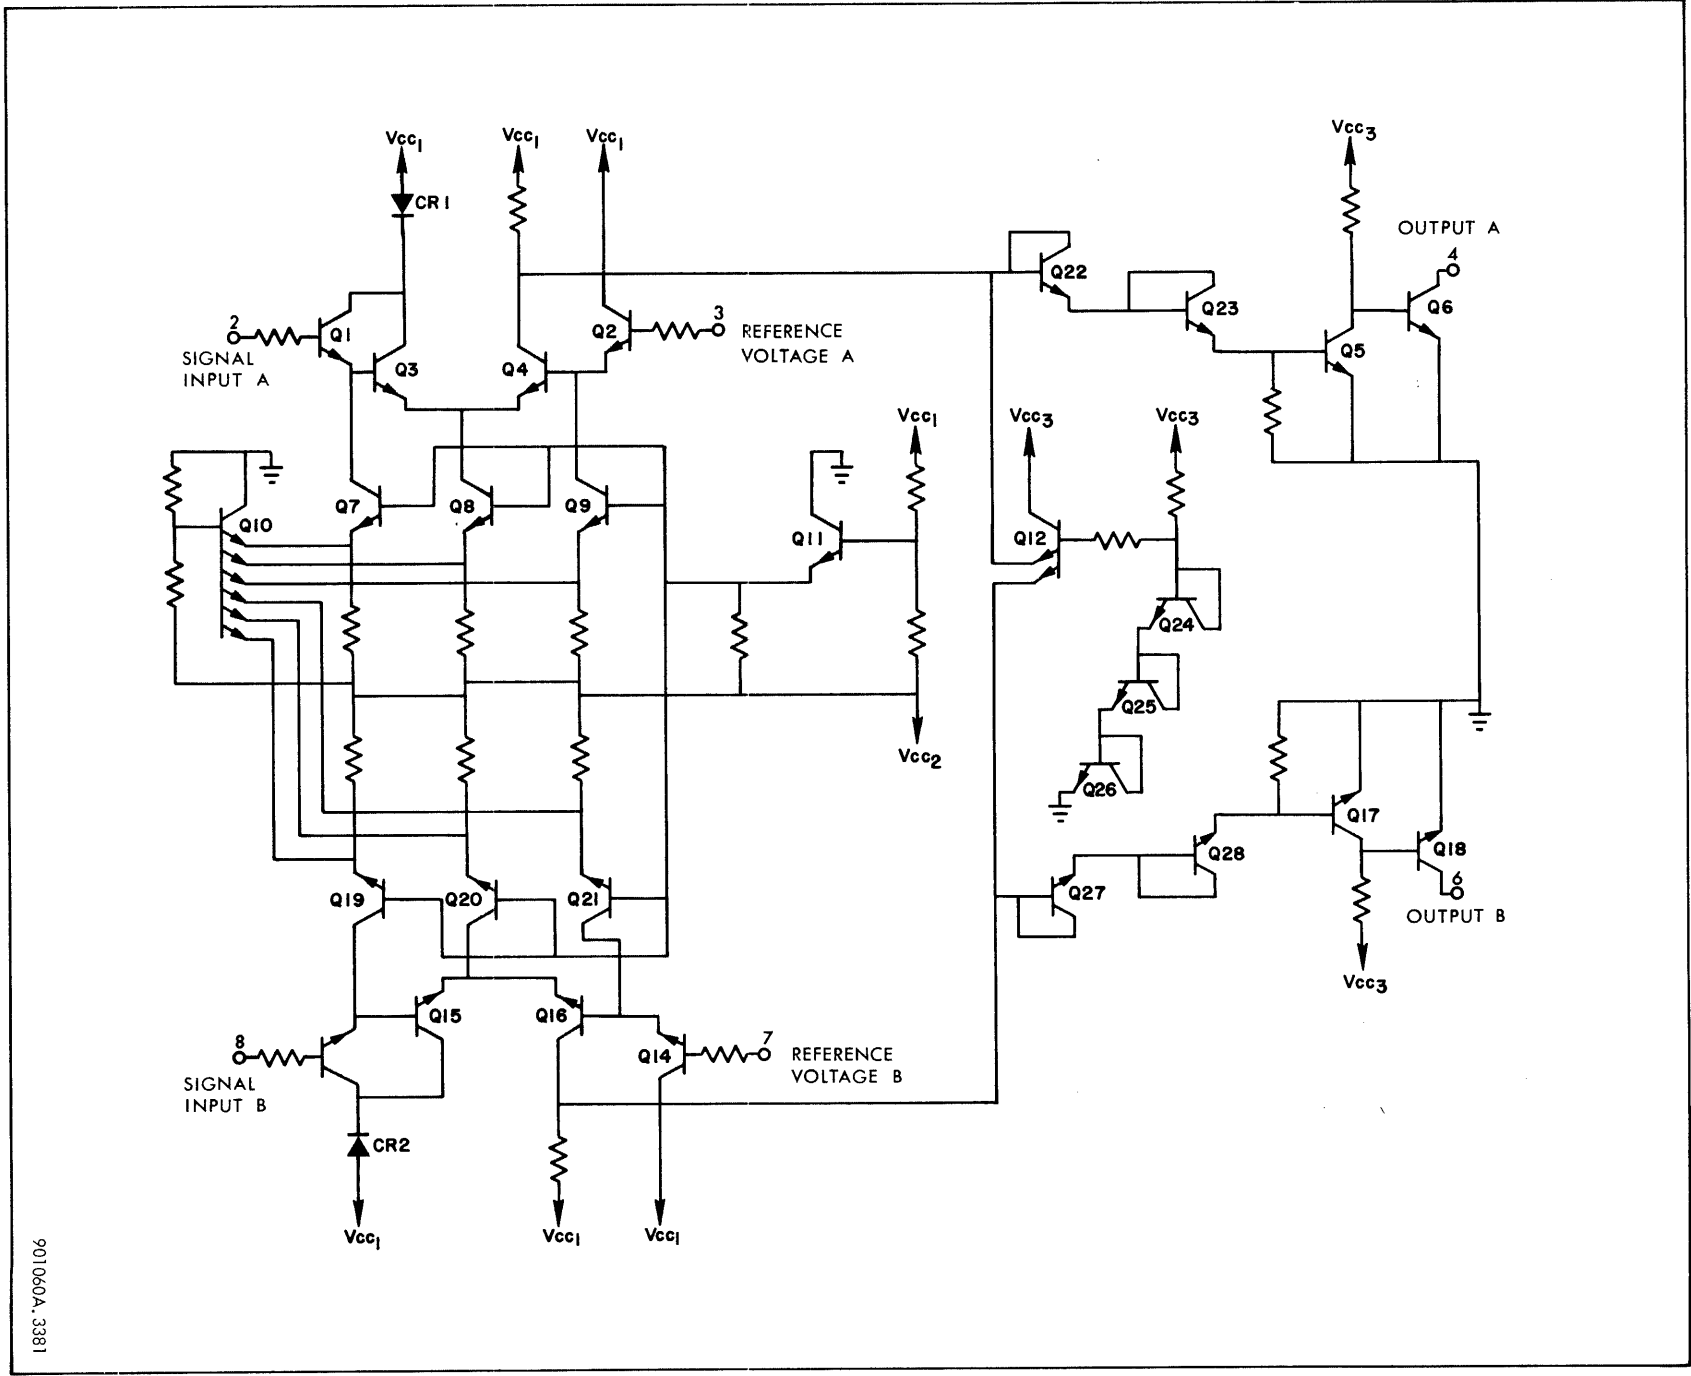 Vcc1
Vcc1
Vcc1
Vcc3
CR1
OUTPUT A
4
Q22
Q23
Q6
2
Q1
Q2
3
REFERENCE
VOLTAGE A
SIGNAL
INPUT A
Q3
Q4
Q5
Vcc1
Vcc3
Vcc3
Q7
Q8
Q9
Q10
Q11
Q12
Q24
Q25
Vcc2
Q26
Q17
Q28
Q18
Q27
6
OUTPUT B
Q19
Q20
Q21
Vcc3
Q15
Q16
8
Q14
7
REFERENCE
VOLTAGE B
SIGNAL
INPUT B
CR2
Vcc1
Vcc1
Vcc1
901060A.3381